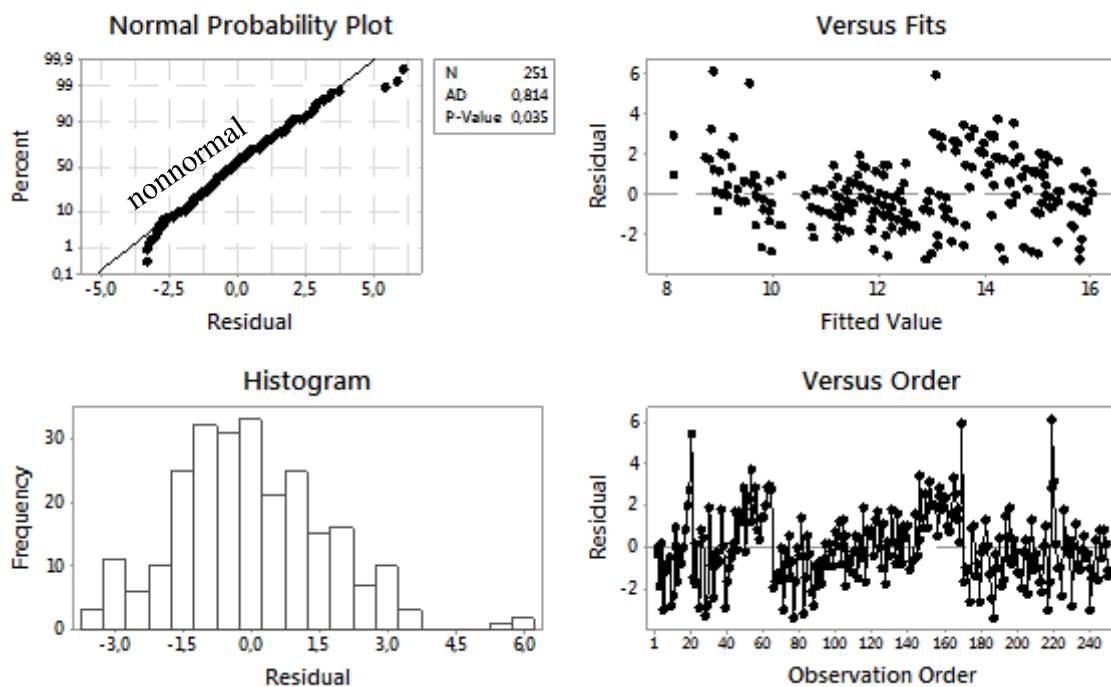 Normal Probability Plot
99,9
99
90
50
10
1
0,1
Percent
nonnormal
-5,0 -2,5 0,0 2,5 5,0
Residual
N 251
AD 0,814
P-Value 0,035
Versus Fits
6
4
2
0
-2
Residual
8 10 12 14 16
Fitted Value
Histogram
30
20
10
0
Frequency
-3,0 -1,5 0,0 1,5 3,0 4,5 6,0
Residual
Versus Order
6
4
2
0
-2
Residual
1 20 40 60 80 100 120 140 160 180 200 220 240
Observation Order